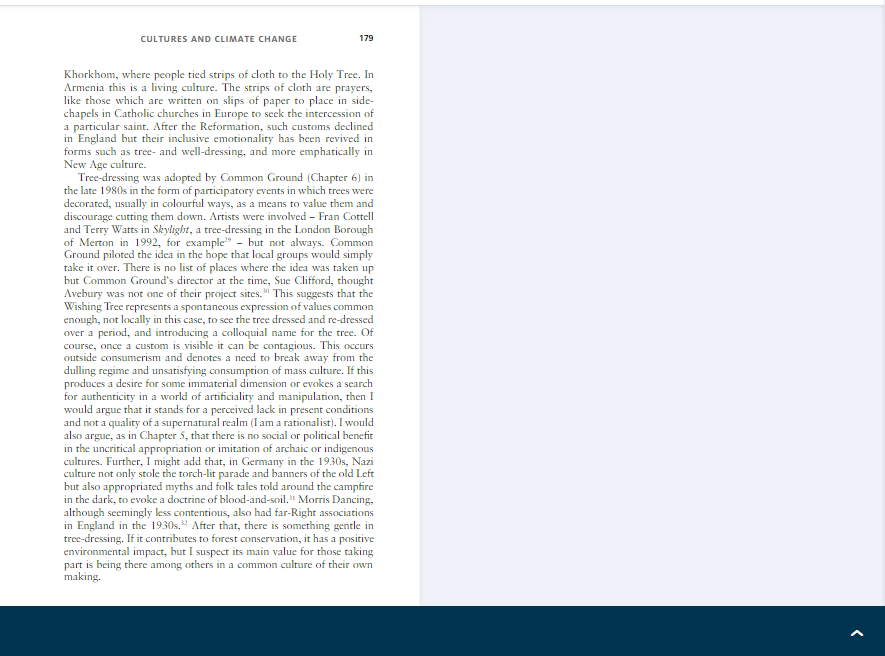 CULTURES AND CLIMATE CHANGE 179
Khorkhom, where people tied strips of cloth to the Holy Tree. In
Armenia this is a living culture. The strips of cloth are prayers,
like those which are written on slips of paper to place in side-
chapels in Catholic churches in Europe to seek the intercession of
a particular saint. After the Reformation, such customs declined
in England but their inclusive emotionality has been revived in
forms such as tree- and well-dressing, and more emphatically in
New Age culture.
Tree-dressing was adopted by Common Ground (Chapter 6) in
the late 1980s in the form of participatory events in which trees were
decorated, usually in colourful ways, as a means to value them and
discourage cutting them down. Artists were involved – Fran Cottell
and Terry Watts in Skylight, a tree-dressing in the London Borough
of Merton in 1992, for example²⁹ – but not always. Common
Ground piloted the idea in the hope that local groups would simply
take it over. There is no list of places where the idea was taken up
but Common Ground's director at the time, Sue Clifford, thought
Avebury was not one of their project sites.³⁰ This suggests that the
Wishing Tree represents a spontaneous expression of values common
enough, not locally in this case, to see the tree dressed and re-dressed
over a period, and introducing a colloquial name for the tree. Of
course, once a custom is visible it can be contagious. This occurs
outside consumerism and denotes a need to break away from the
dulling regime and unsatisfying consumption of mass culture. If this
produces a desire for some immaterial dimension or evokes a search
for authenticity in a world of artificiality and manipulation, then I
would argue that it stands for a perceived lack in present conditions
and not a quality of a supernatural realm (I am a rationalist). I would
also argue, as in Chapter 5, that there is no social or political benefit
in the uncritical appropriation or imitation of archaic or indigenous
cultures. Further, I might add that, in Germany in the 1930s, Nazi
culture not only stole the torch-lit parade and banners of the old Left
but also appropriated myths and folk tales told around the campfire
in the dark, to evoke a doctrine of blood-and-soil.³¹ Morris Dancing,
although seemingly less contentious, also had far-Right associations
in England in the 1930s.³² After that, there is something gentle in
tree-dressing. If it contributes to forest conservation, it has a positive
environmental impact, but I suspect its main value for those taking
part is being there among others in a common culture of their own
making.